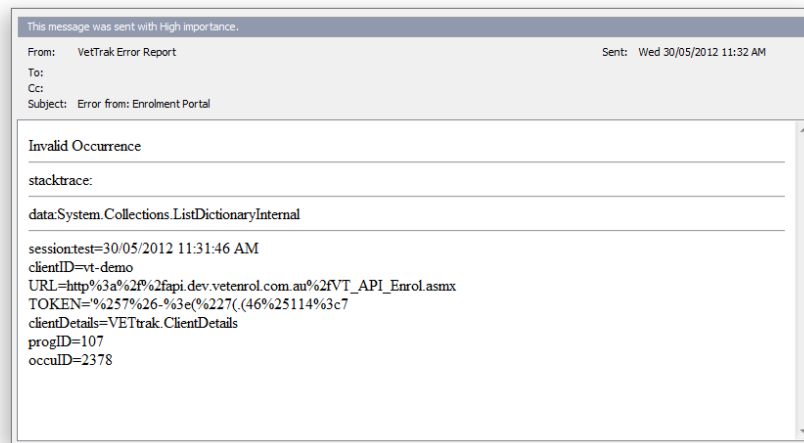 This message was sent with High importance.
From: VetTrak Error Report Sent: Wed 30/05/2012 11:32 AM
To:
Cc:
Subject: Error from: Enrolment Portal
Invalid Occurrence
stacktrace:
data:System.Collections.ListDictionaryInternal
session:test=30/05/2012 11:31:46 AM
clientID=vt-demo
URL=http%3a%2f%2fapi.dev.vetenrol.com.au%2fVT_API_Enrol.asmx
TOKEN='%257%26-%3e(%227(.(46%25114%3c7
clientDetails=VETtrak.ClientDetails
progID=107
occuID=2378